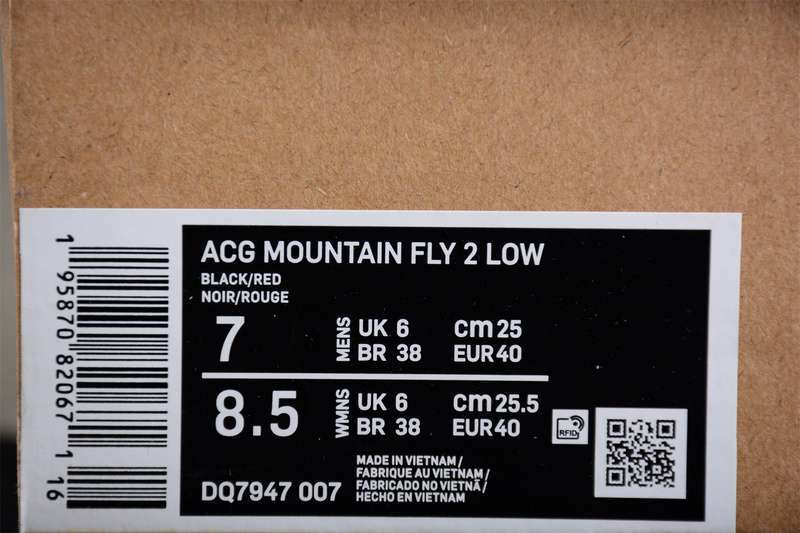 ACG MOUNTAIN FLY 2 LOW
BLACK/RED
NOIR/ROUGE
7 MENS UK 6 cm 25
BR 38 EUR 40
8.5 WMNS UK 6 cm 25.5
BR 38 EUR 40
RFID
DQ7947 007
MADE IN VIETNAM /
FABRIQUE AU VIETNAM /
FABRICADO NO VIETNÃ /
HECHO EN VIETNAM
1 95870 82067 1 16